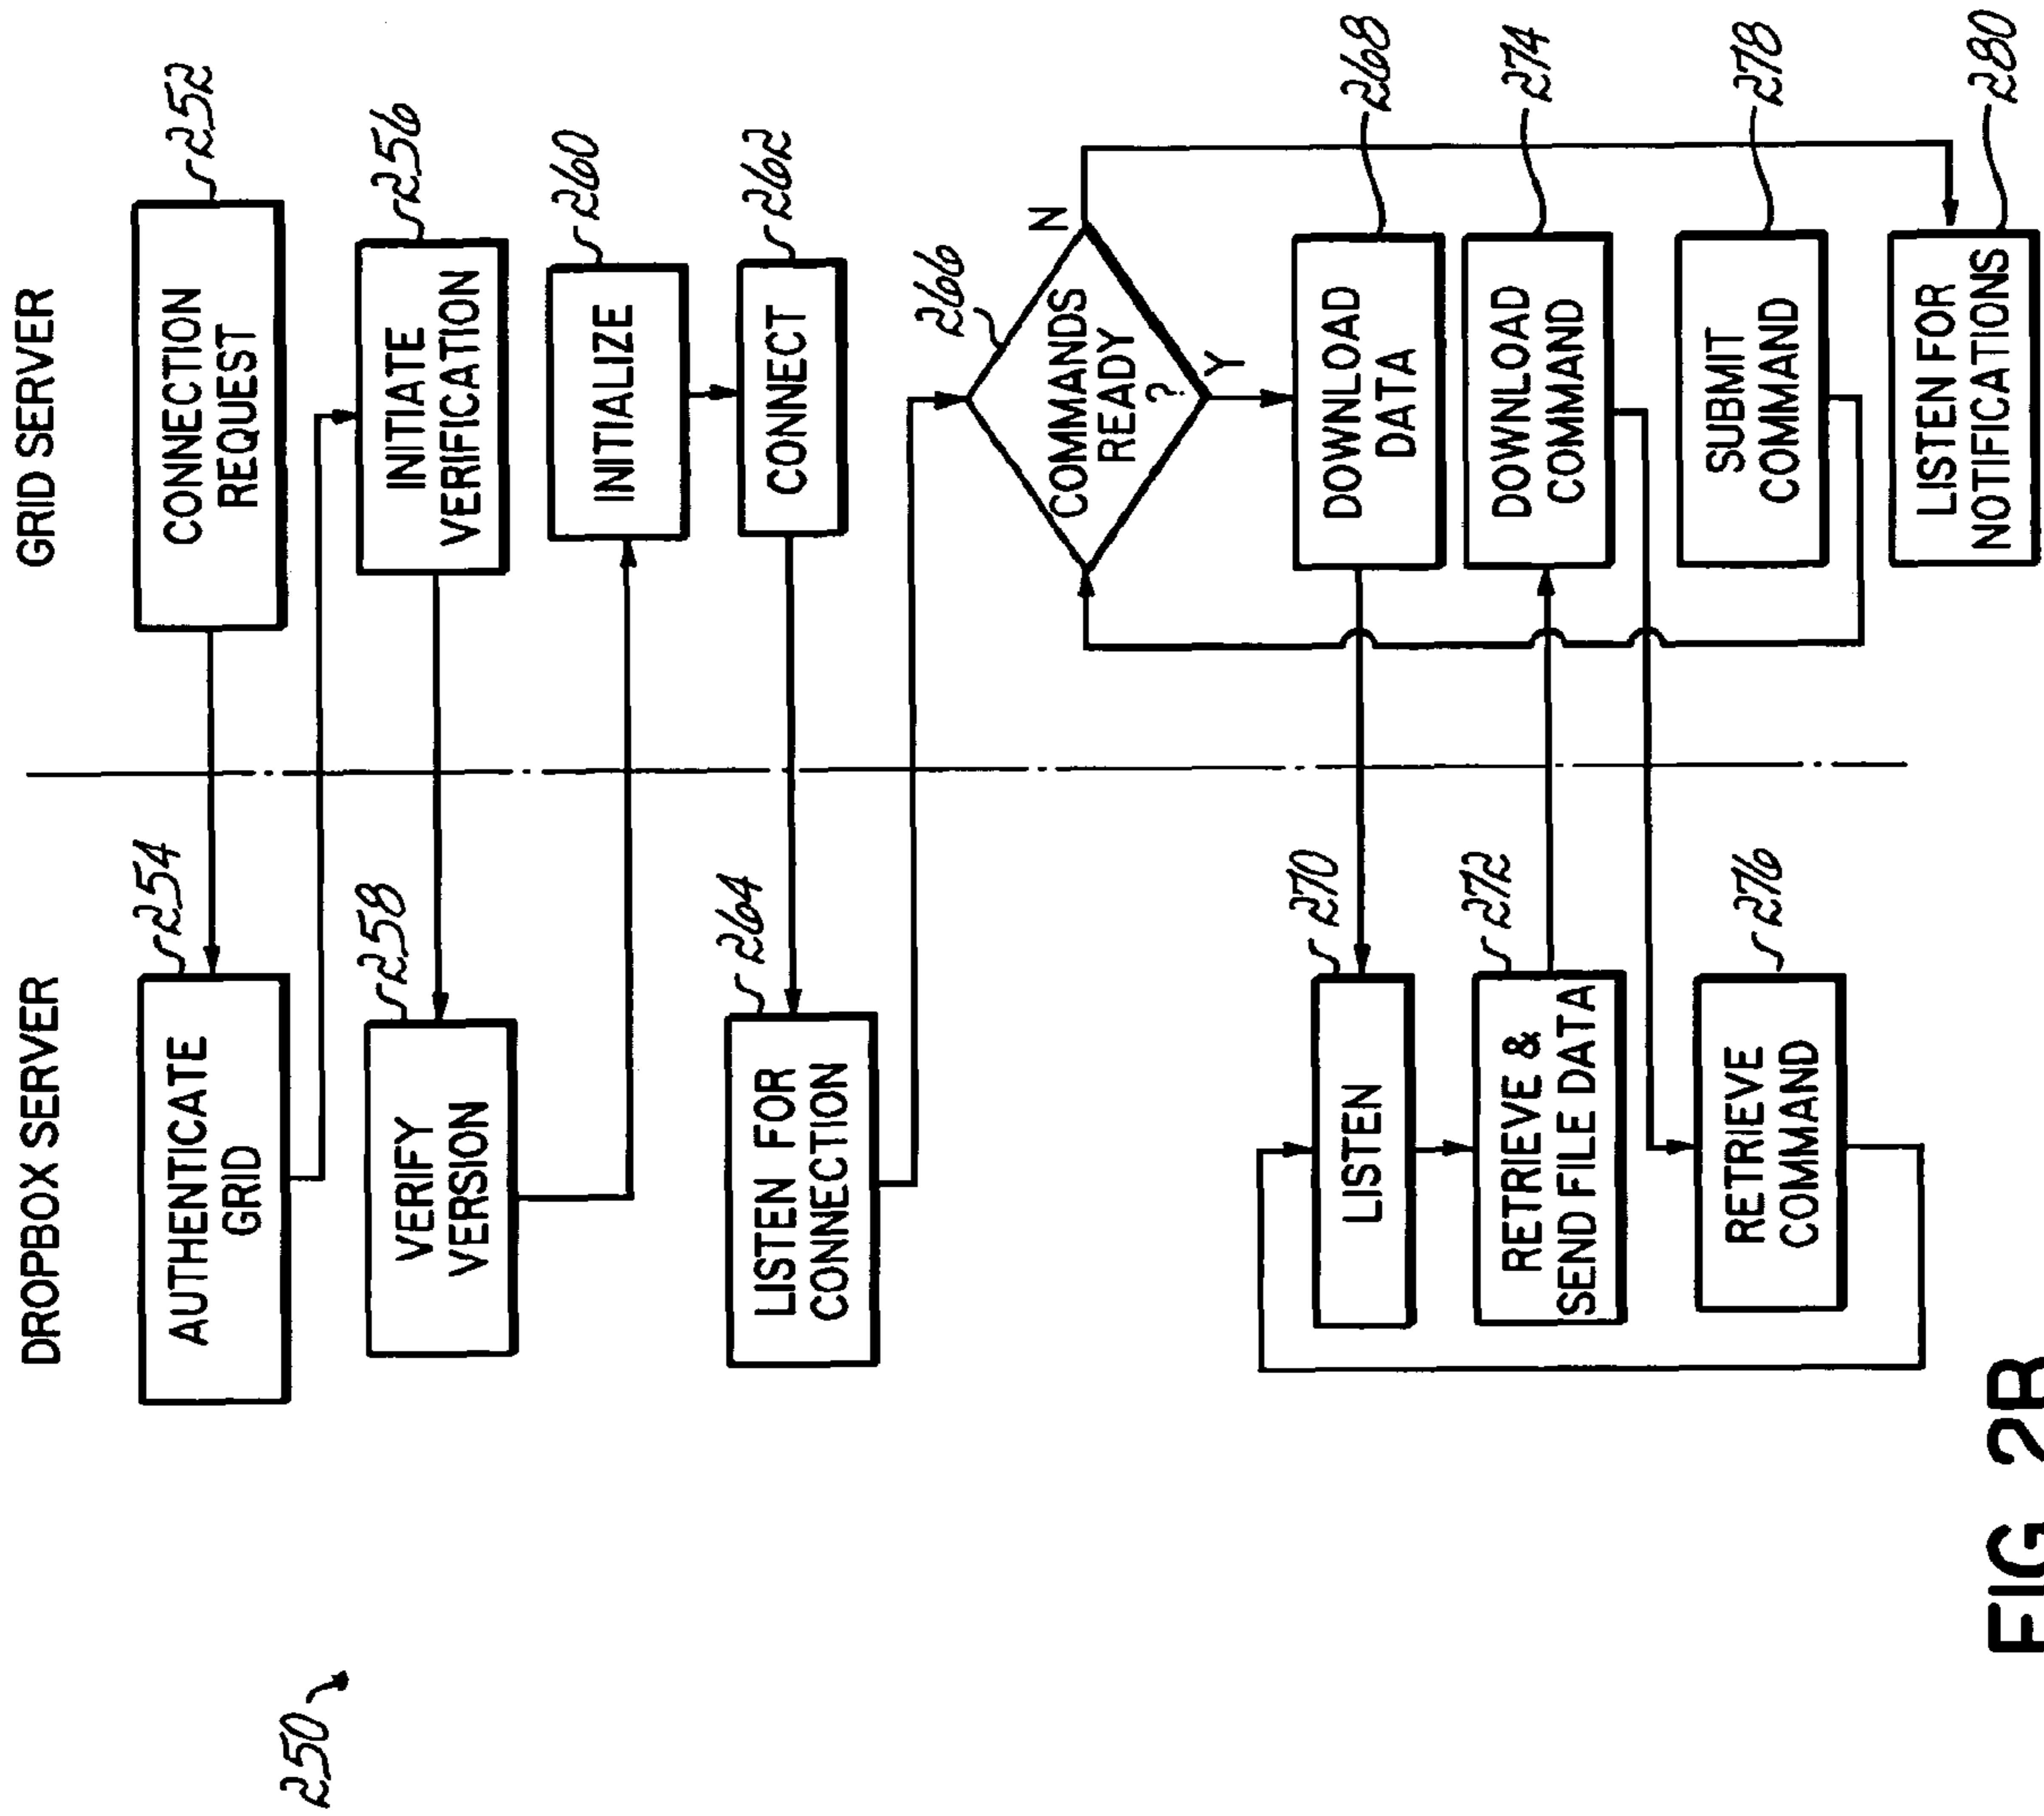 DROPBOX SERVER
GRID SERVER
250
CONNECTION
REQUEST
252
AUTHENTICATE
GRID
254
INITIATE
VERIFICATION
256
VERIFY
VERSION
258
INITIALIZE
260
CONNECT
262
LISTEN FOR
CONNECTION
264
COMMANDS
READY
?
266
N
Y
DOWNLOAD
DATA
268
LISTEN
270
RETRIEVE &
SEND FILE DATA
272
DOWNLOAD
COMMAND
274
RETRIEVE
COMMAND
276
SUBMIT
COMMAND
278
LISTEN FOR
NOTIFICATIONS
280
FIG. 2B